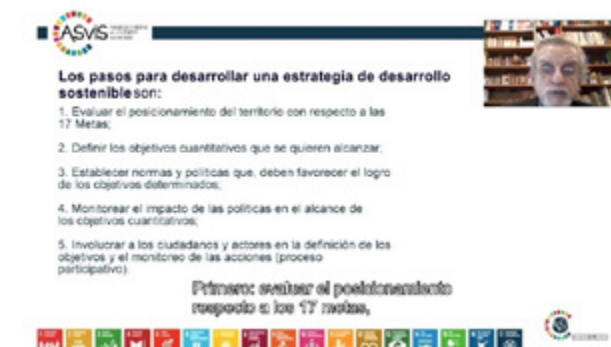 ASVIS
Los pasos para desarrollar una estrategia de desarrollo
sostenible son:
1. Evaluar el posicionamiento del territorio con respecto a las
17 Metas;
2. Definir los objetivos cuantitativos que se quieren alcanzar;
3. Establecer normas y políticas que, deben favorecer el logro
de los objetivos determinados;
4. Monitorear el impacto de las políticas en el alcance de
los objetivos cuantitativos;
5. Involucrar a los ciudadanos y actores en la definición de los
objetivos y el monitoreo de las acciones (proceso
participativo)
Primero: evaluar el posicionamiento
respecto a los 17 metas,